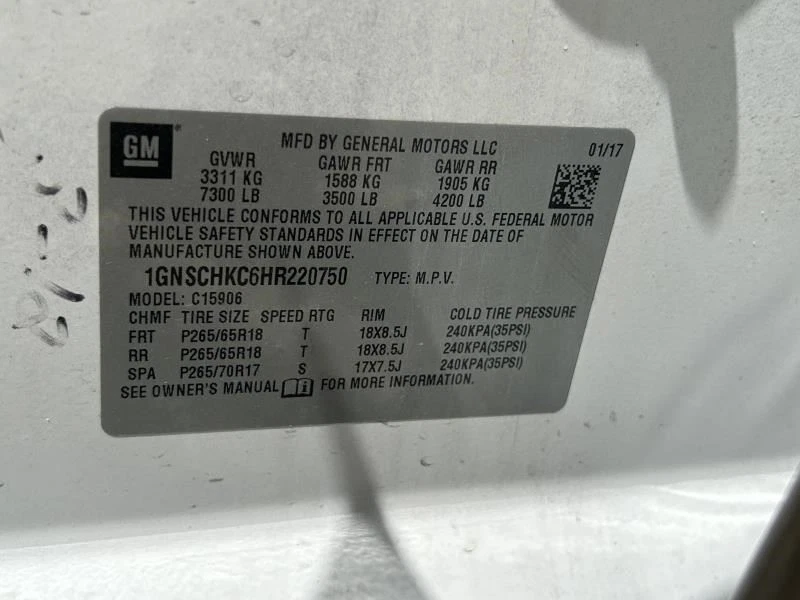 GM
MFD BY GENERAL MOTORS LLC 01/17
GVWR GAWR FRT GAWR RR
3311 KG 1588 KG 1905 KG
7300 LB 3500 LB 4200 LB
THIS VEHICLE CONFORMS TO ALL APPLICABLE U.S. FEDERAL MOTOR
VEHICLE SAFETY STANDARDS IN EFFECT ON THE DATE OF
MANUFACTURE SHOWN ABOVE.
1GNSCHKC6HR220750 TYPE: M.P.V.
MODEL: C15906
CHMF TIRE SIZE SPEED RTG RIM COLD TIRE PRESSURE
FRT P265/65R18 T 18X8.5J 240KPA(35PSI)
RR P265/65R18 T 18X8.5J 240KPA(35PSI)
SPA P265/70R17 S 17X7.5J 240KPA(35PSI)
SEE OWNER'S MANUAL FOR MORE INFORMATION.